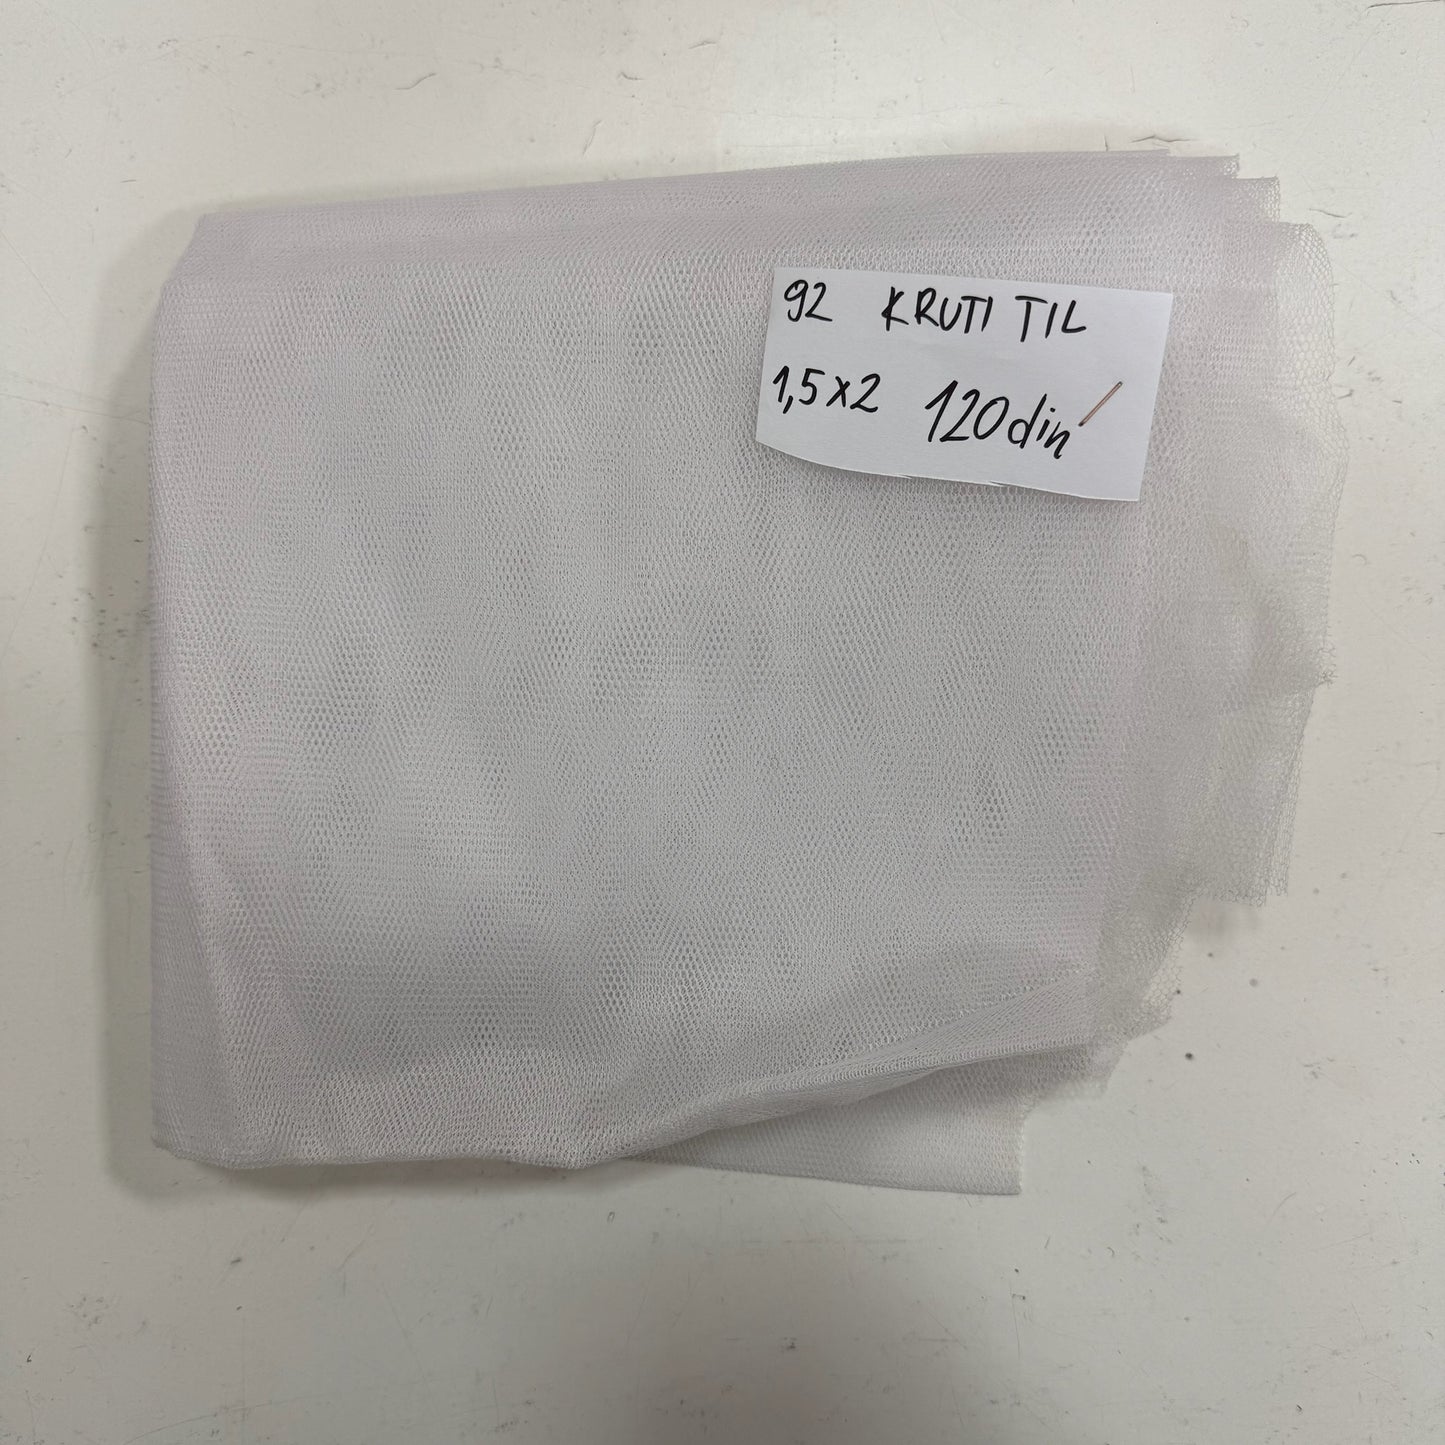 92 KRUTI TIL
1,5x2 120din